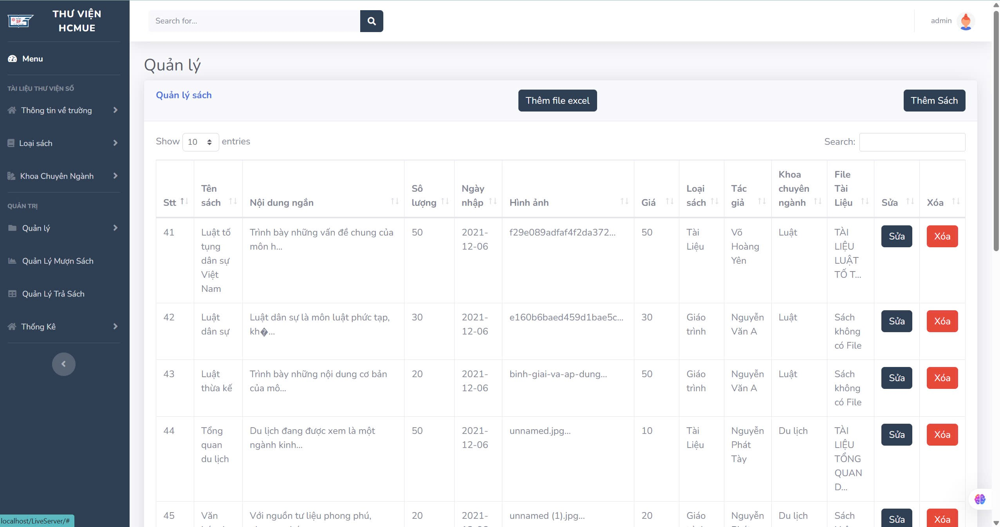 THƯ VIỆN
HCMUE
SP
Search for...
admin
Menu
TÀI LIỆU THƯ VIỆN SỐ
Thông tin về trường
Loại sách
Khoa Chuyên Ngành
QUẢN TRỊ
Quản lý
Quản Lý Mượn Sách
Quản Lý Trả Sách
Thống Kê
Quản lý
Quản lý sách
Thêm file excel
Thêm Sách
Show 10 entries
Search:
Stt
Tên
sách
Nội dung ngắn
Sô
lượng
Ngày
nhập
Hình ảnh
Giá
Loại
sách
Tác
giả
Khoa
chuyên
ngành
File
Tài
Liệu
Sửa
Xóa
41
Luật tố
tụng
dân sự
Việt
Nam
Trình bày những vấn đề chung của
môn h...
50
2021-
12-06
f29e089adfaf4f2da372...
50
Tài
Liệu
Võ
Hoàng
Yên
Luật
TÀI
LIỆU
LUẬT
TỐ T...
Sửa
Xóa
42
Luật
dân sự
Luật dân sự là môn luật phức tạp,
kh�...
30
2021-
12-06
e160b6baed459d1bae5c...
30
Giáo
trình
Nguyễn
Văn A
Luật
Sách
không
có File
Sửa
Xóa
43
Luật
thừa kế
Trình bày những nội dung cơ bản
của mô...
20
2021-
12-06
binh-giai-va-ap-dung...
50
Giáo
trình
Nguyễn
Văn A
Luật
Sách
không
có File
Sửa
Xóa
44
Tổng
quan
du lịch
Du lịch đang được xem là một
ngành kinh...
50
2021-
12-06
unnamed.jpg...
10
Tài
Liệu
Nguyễn
Phát
Tày
Du lịch
TÀI
LIỆU
TỔNG
QUAN
D...
Sửa
Xóa
45
Văn
Với nguồn tư liệu phong phú,
20
2021-
unnamed (1).jpg...
20
Giáo
Nguyễn
Du lịch
Sách
Sửa
Xóa
localhost/LiveServer/#